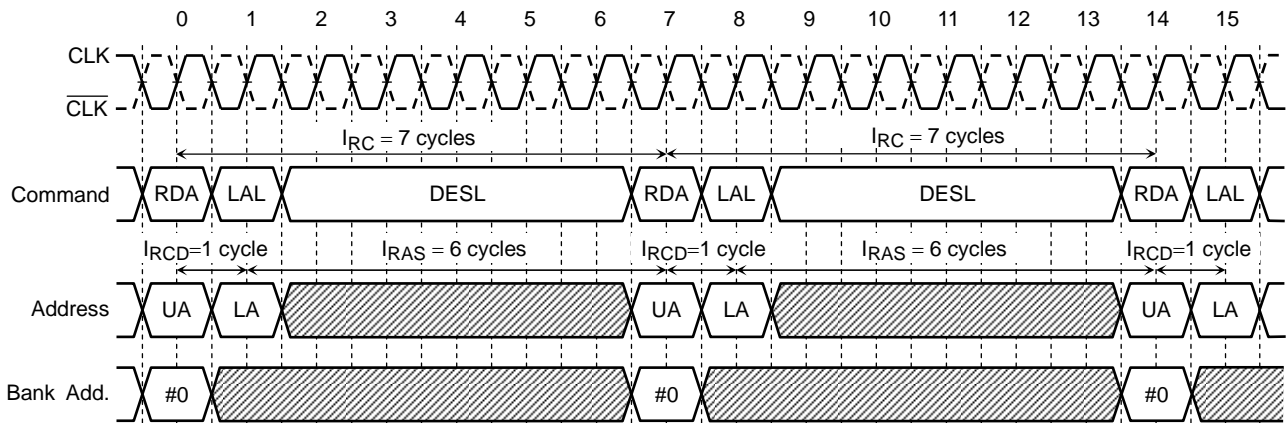 0 1 2 3 4 5 6 7 8 9 10 11 12 13 14 15
CLK
CLK
IRC = 7 cycles IRC = 7 cycles
Command RDA LAL DESL RDA LAL DESL RDA LAL
IRCD=1 cycle IRAS = 6 cycles IRCD=1 cycle IRAS = 6 cycles IRCD=1 cycle
Address UA LA UA LA UA LA
Bank Add. #0 #0 #0